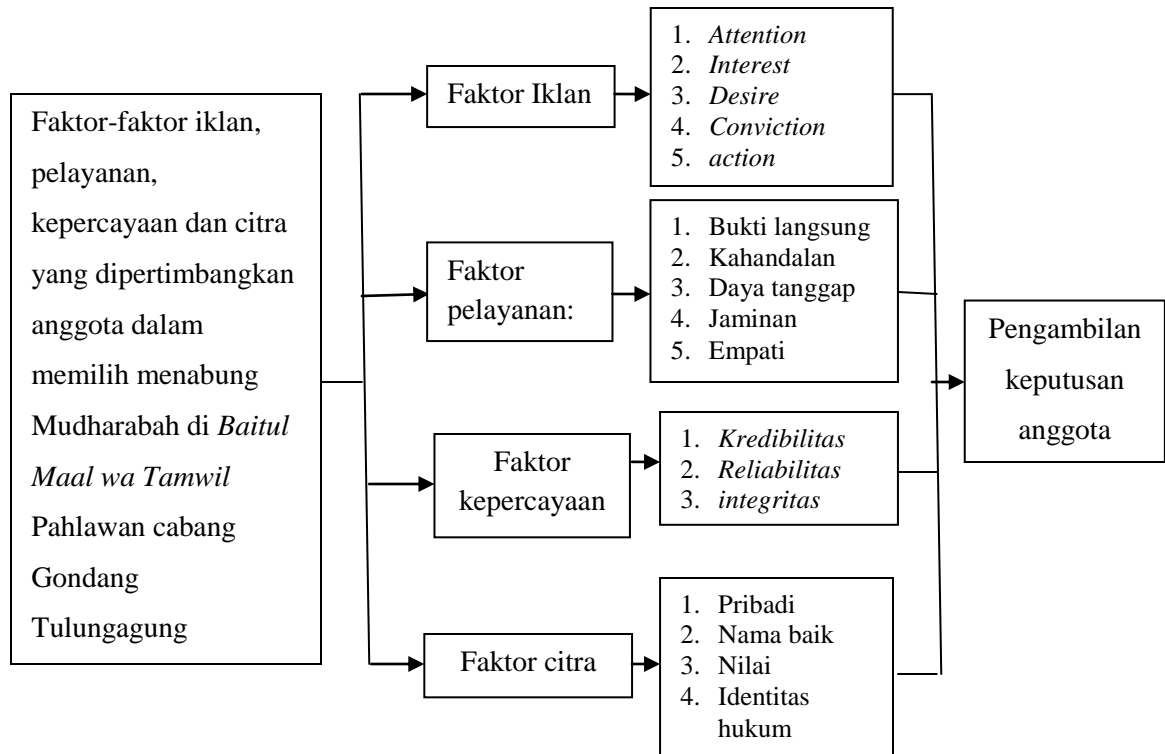 Faktor-faktor iklan,
pelayanan,
kepercayaan dan citra
yang dipertimbangkan
anggota dalam
memilih menabung
Mudharabah di Baitul
Maal wa Tamwil
Pahlawan cabang
Gondang
Tulungagung
Faktor Iklan
1. Attention
2. Interest
3. Desire
4. Conviction
5. action
Faktor
pelayanan:
1. Bukti langsung
2. Kahandalan
3. Daya tanggap
4. Jaminan
5. Empati
Faktor
kepercayaan
1. Kredibilitas
2. Reliabilitas
3. integritas
Faktor citra
1. Pribadi
2. Nama baik
3. Nilai
4. Identitas
hukum
Pengambilan
keputusan
anggota